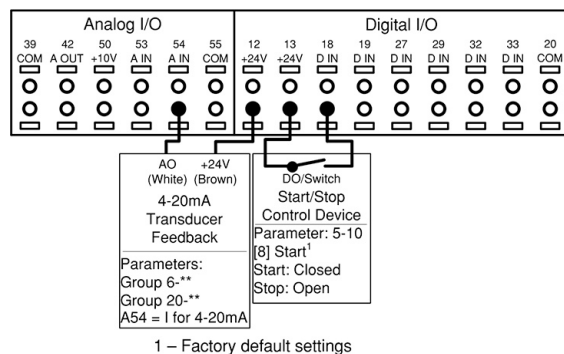 Analog I/O Digital I/O
39 42 50 53 54 55 12 13 18 19 27 29 32 33 20
COM A OUT +10V A IN A IN COM +24V +24V D IN D IN D IN D IN D IN D IN COM
AO +24V
(White) (Brown)
4-20mA
Transducer
Feedback
Parameters:
Group 6-**
Group 20-**
A54 = I for 4-20mA
DO/Switch
Start/Stop
Control Device
Parameter: 5-10
[8] Start¹
Start: Closed
Stop: Open
1 – Factory default settings